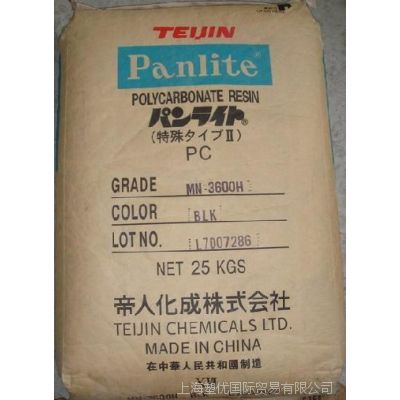 TEIJIN
Panlite®
POLYCARBONATE RESIN
パンライト®
(特殊タイプⅡ)
PC
GRADE MN-3600H
COLOR BLK
LOT NO. L7007286
NET 25 KGS
帝人化成株式会社
TEIJIN CHEMICALS LTD.
MADE IN CHINA
在中華人民共和國制造
MN-3600H
上海塑优国际贸易有限公司